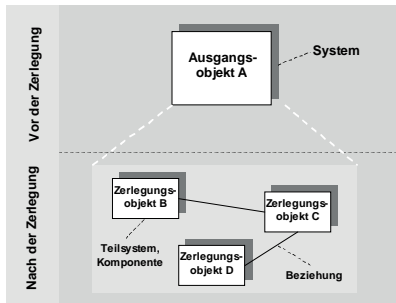 Vor der Zerlegung
Ausgangs-
objekt A
System
Nach der Zerlegung
Zerlegungs-
objekt B
Zerlegungs-
objekt C
Teilsystem,
Komponente
Zerlegungs-
objekt D
Beziehung